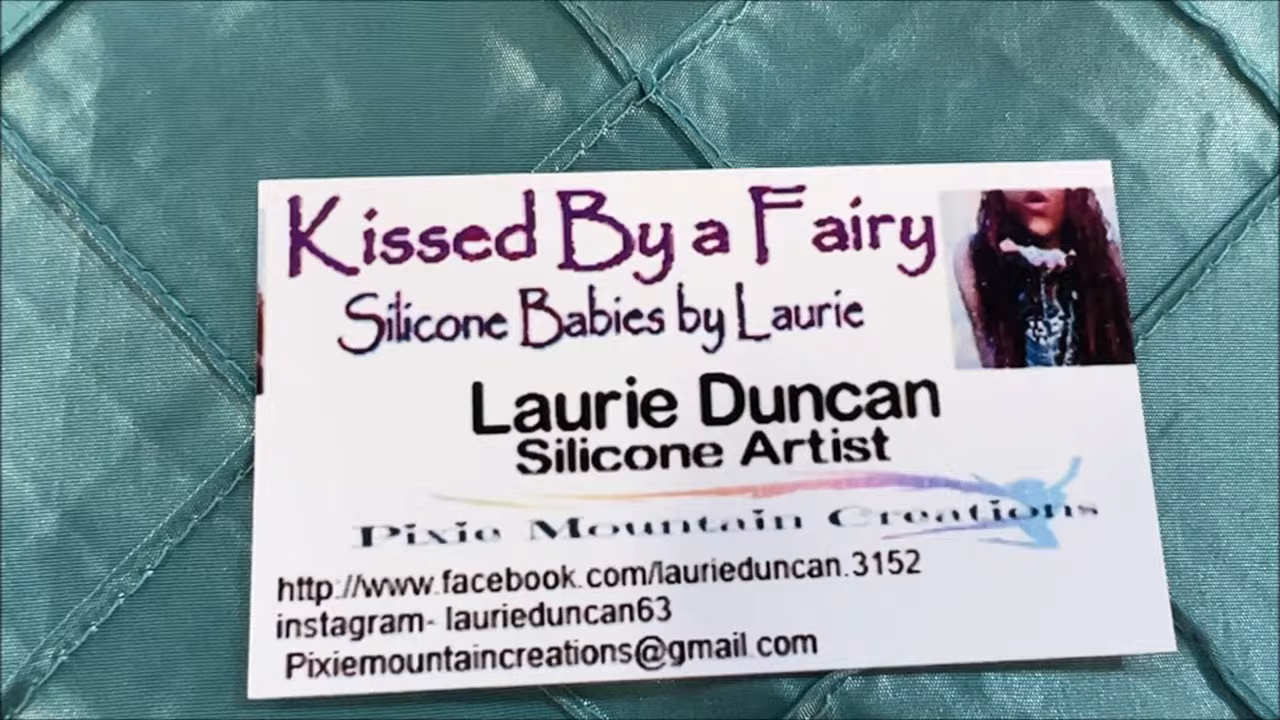 Kissed By a Fairy
Silicone Babies by Laurie
Laurie Duncan
Silicone Artist
Pixie Mountain Creations
http://www.facebook.com/laurieduncan.3152
instagram- laurieduncan63
Pixiemountaincreations@gmail.com